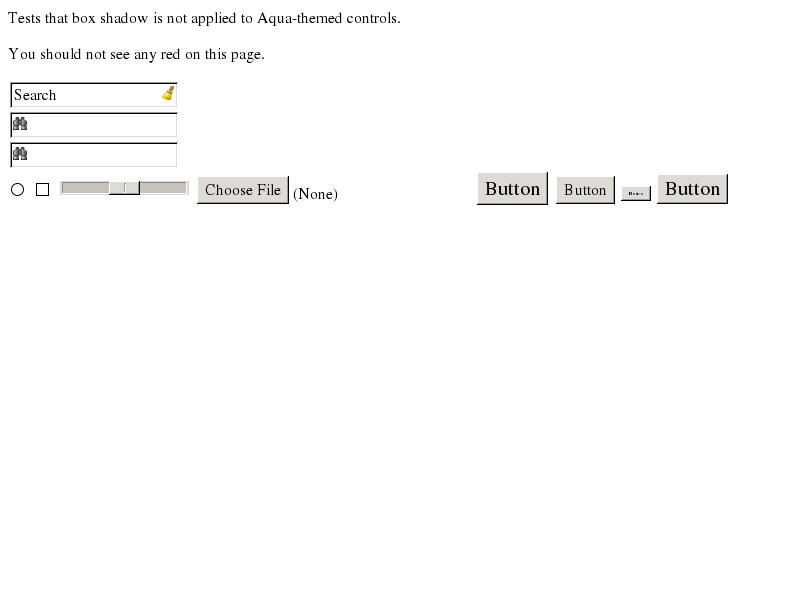 Tests that box shadow is not applied to Aqua-themed controls.
You should not see any red on this page.
Search
Choose File (None) Button Button Button